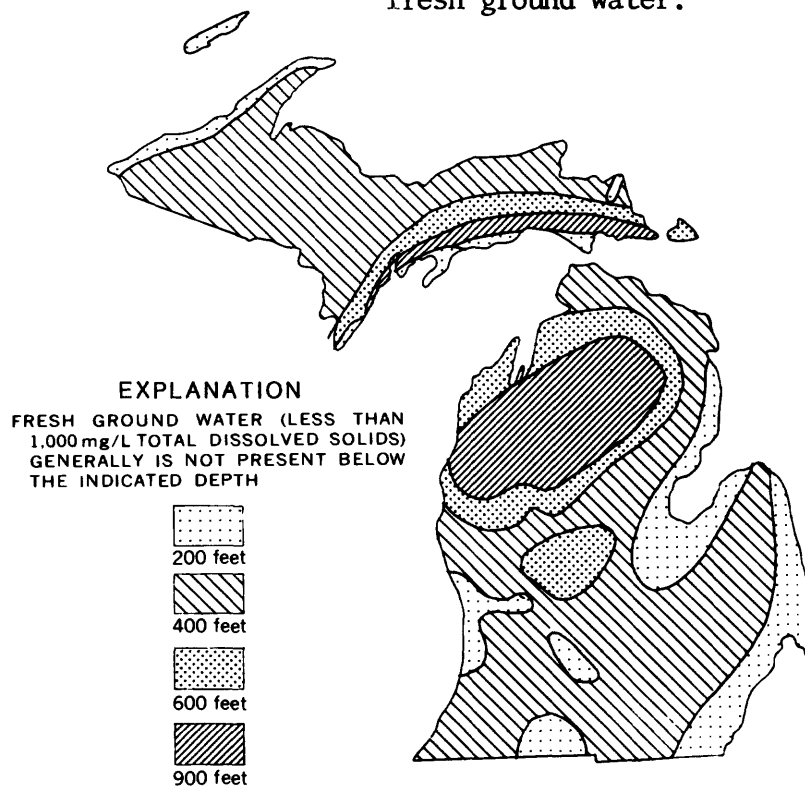 fresh ground water.
EXPLANATION
FRESH GROUND WATER (LESS THAN
1,000 mg/L TOTAL DISSOLVED SOLIDS)
GENERALLY IS NOT PRESENT BELOW
THE INDICATED DEPTH
200 feet
400 feet
600 feet
900 feet